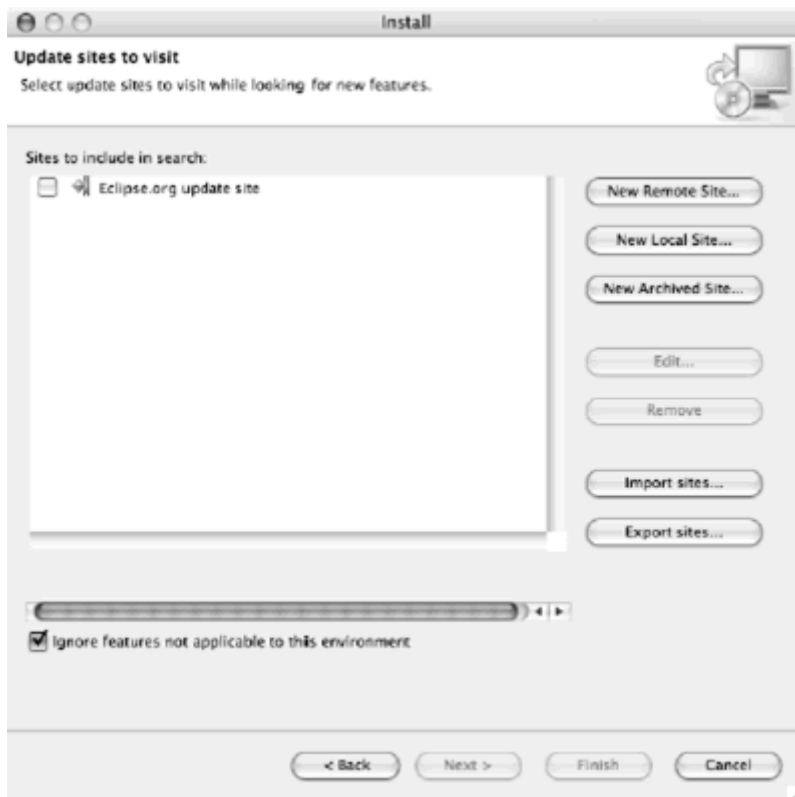 Install
Update sites to visit
Select update sites to visit while looking for new features.
Sites to include in search:
Eclipse.org update site
New Remote Site...
New Local Site...
New Archived Site...
Edit...
Remove
Import sites...
Export sites...
Ignore features not applicable to this environment
< Back
Next >
Finish
Cancel